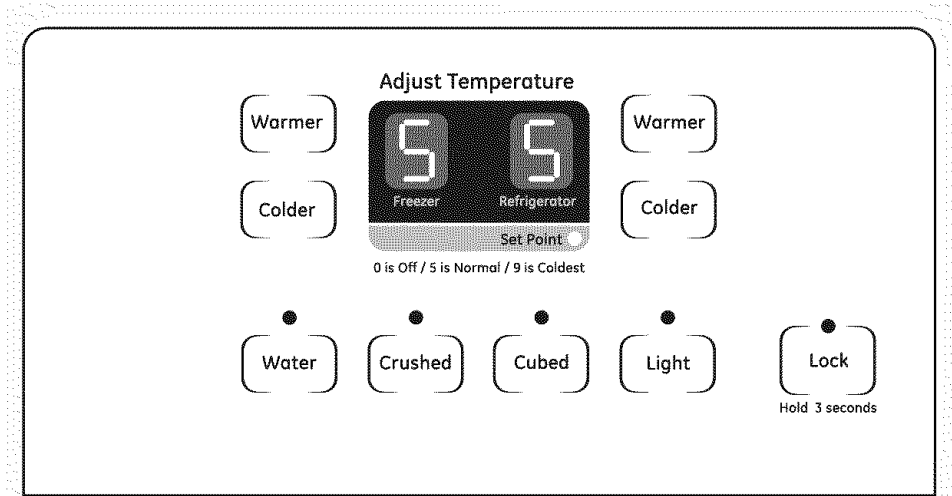 Adjust Temperature
Warmer
5 5
Warmer
Freezer Refrigerator
Colder
Colder
Set Point
0 is Off / 5 is Normal / 9 is Coldest
Water
Crushed
Cubed
Light
Lock
Hold 3 seconds